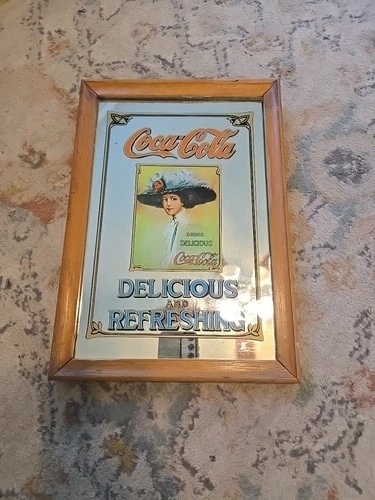 Coca-Cola
DRINK
DELICIOUS
Coca-Cola
DELICIOUS
AND
REFRESHING